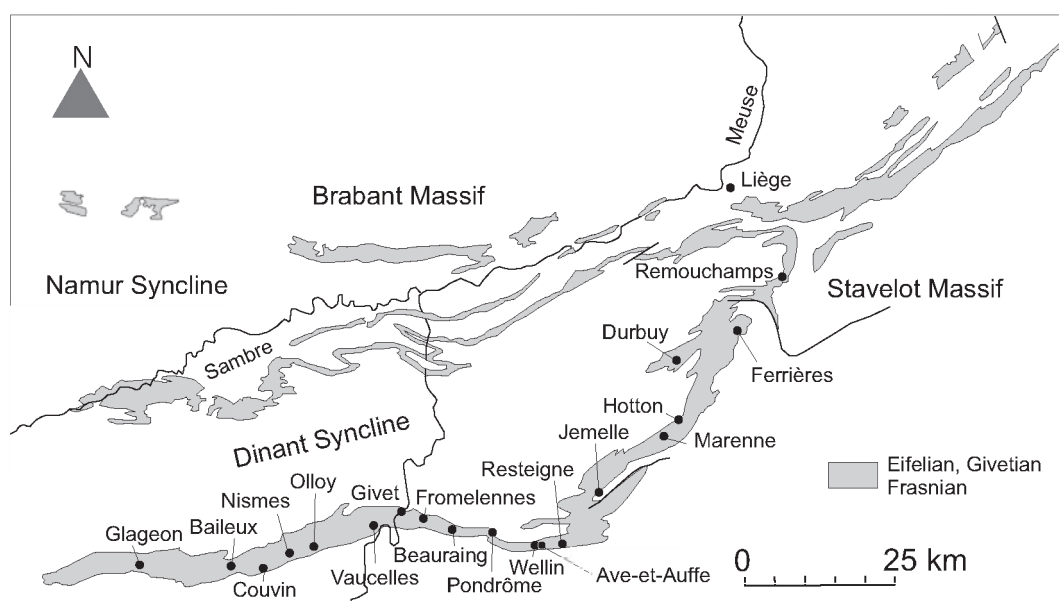 N
Meuse
Liège
Brabant Massif
Remouchamps
Namur Syncline
Stavelot Massif
Sambre
Durbuy
Ferrières
Hotton
Jemelle
Marenne
Dinant Syncline
Resteigne
Eifelian, Givetian
Frasnian
Olloy
Nismes
Givet
Fromelennes
Glageon
Baileux
Beauraing
Wellin
0
25 km
Couvin
Vaucelles
Pondrôme
Ave-et-Auffe